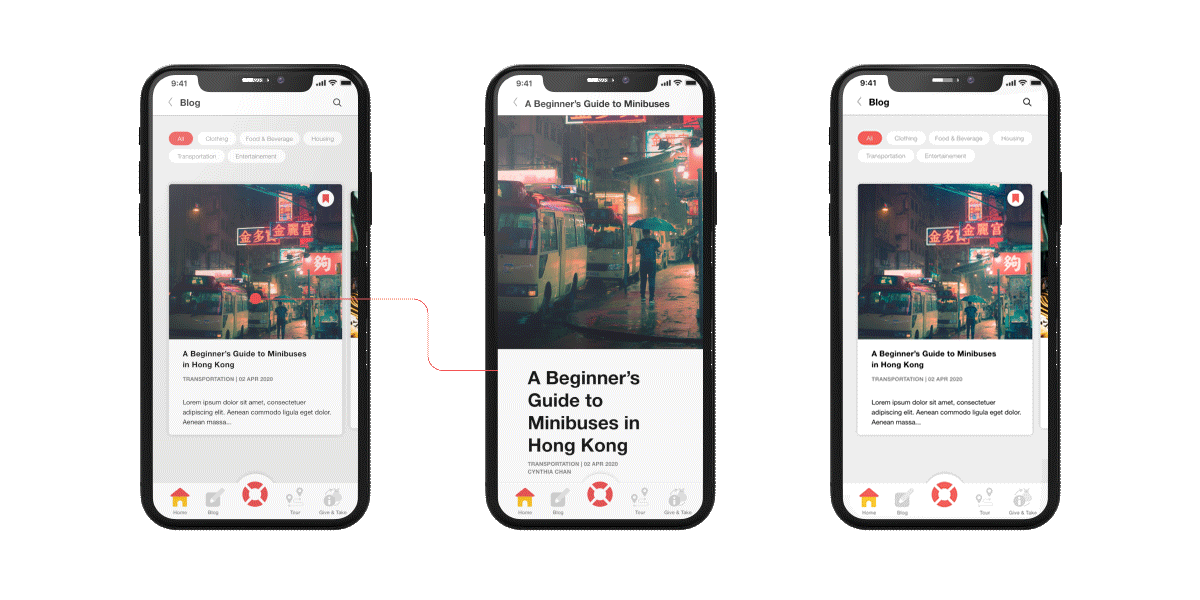 9:41
Blog
All
Clothing
Food & Beverage
Housing
Transportation
Entertainement
金多
金麗宮
夠
A Beginner's Guide to Minibuses
in Hong Kong
TRANSPORTATION | 02 APR 2020
Lorem ipsum dolor sit amet, consectetuer
adipiscing elit. Aenean commodo ligula eget dolor.
Aenean massa...
Home
Blog
Tour
Give & Take
9:41
A Beginner's Guide to Minibuses
A Beginner's
Guide to
Minibuses in
Hong Kong
TRANSPORTATION | 02 APR 2020
CYNTHIA CHAN
Home
Blog
Tour
Give & Take
9:41
Blog
All
Clothing
Food & Beverage
Housing
Transportation
Entertainement
金多
金麗宮
夠
A Beginner's Guide to Minibuses
in Hong Kong
TRANSPORTATION | 02 APR 2020
Lorem ipsum dolor sit amet, consectetuer
adipiscing elit. Aenean commodo ligula eget dolor.
Aenean massa...
Home
Blog
Tour
Give & Take